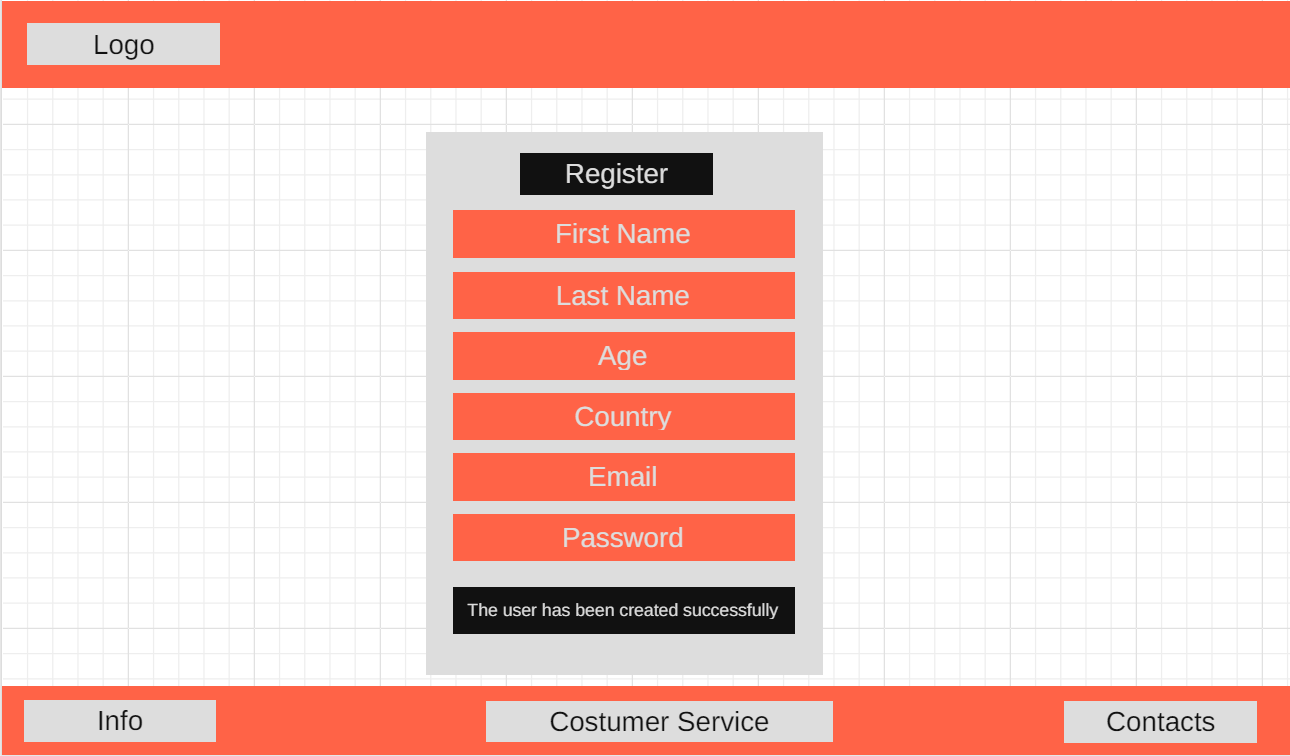 Logo
Register
First Name
Last Name
Age
Country
Email
Password
The user has been created successfully
Info
Costumer Service
Contacts